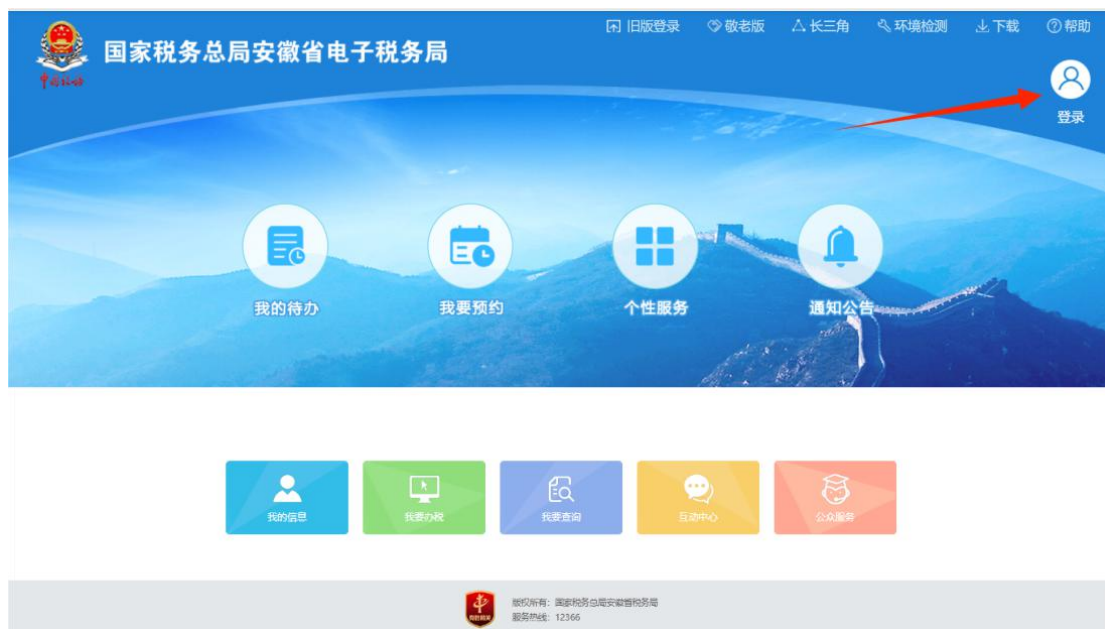 旧版登录 敬老版 长三角 环境检测 下载 帮助
国家税务总局安徽省电子税务局
中国税务
登录
我的待办 我要预约 个性服务 通知公告
我的信息 我要办税 我要查询 互动中心 公众服务
版权所有：国家税务总局安徽省税务局
服务热线：12366